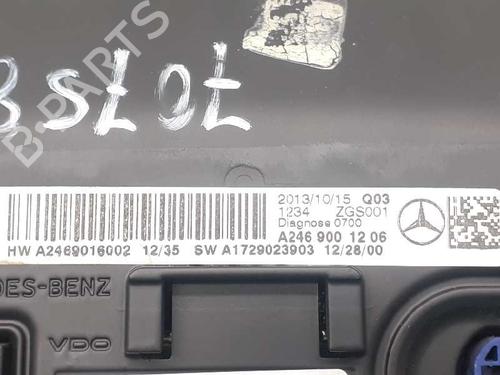 B-PARTS
2013/10/15 Q03
1234 ZGS001
Diagnose 0700
A246 900 12 06
HW A2469016002 12/35 SW A1729023903 12/28/00
DES-BENZ
VDO